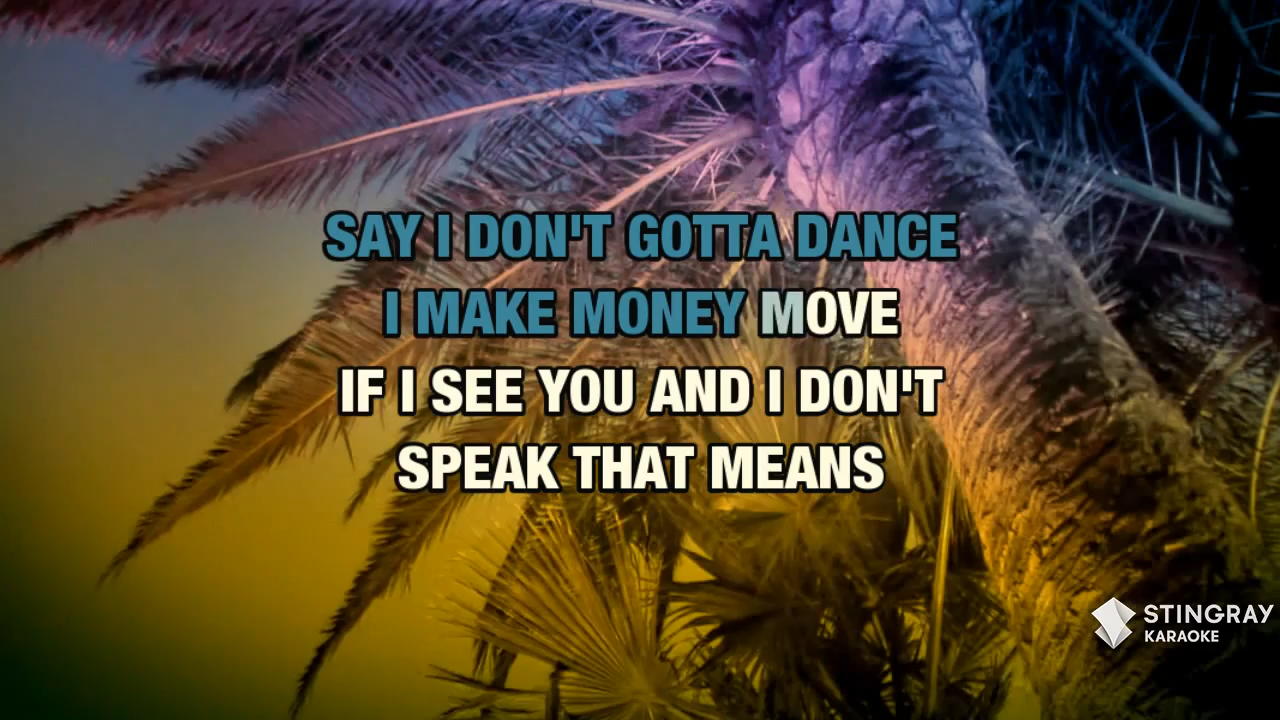 SAY I DON'T GOTTA DANCE
I MAKE MONEY MOVE
IF I SEE YOU AND I DON'T
SPEAK THAT MEANS
STINGRAY
KARAOKE